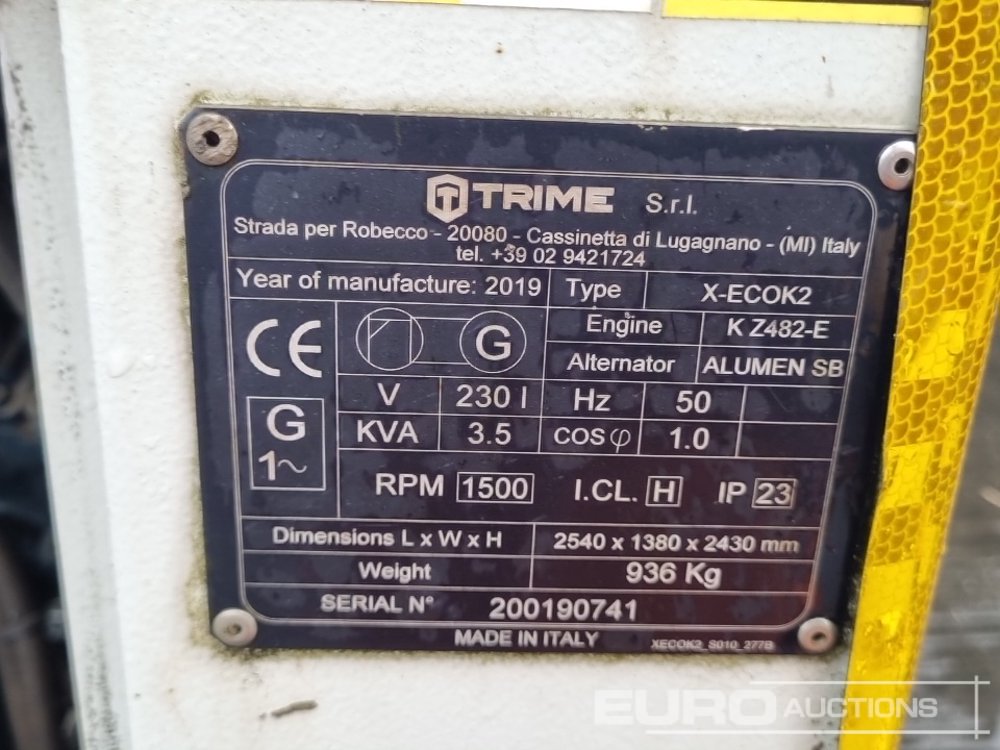 TRIME S.r.l.
Strada per Robecco - 20080 - Cassinetta di Lugagnano - (MI) Italy
tel. +39 02 9421724
Year of manufacture: 2019 Type X-ECOK2
Engine K Z482-E
CE G Alternator ALUMEN SB
V 230 I Hz 50
KVA 3.5 COS φ 1.0
G
1~
RPM 1500 I.CL. H IP 23
Dimensions L x W x H 2540 x 1380 x 2430 mm
Weight 936 Kg
SERIAL N° 200190741
MADE IN ITALY XECOK2_S010_277B
EURO AUCTIONS